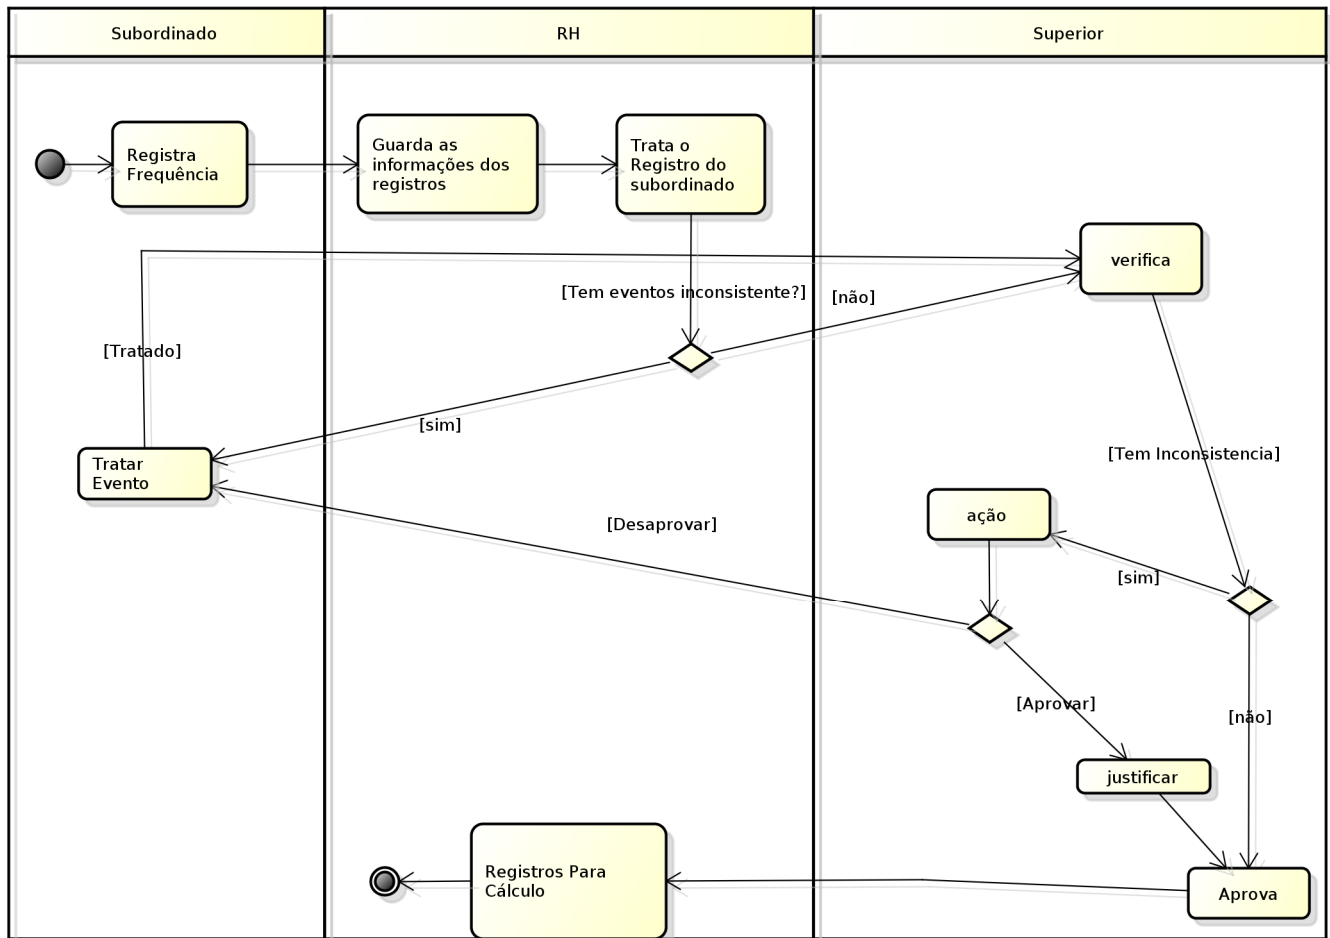 Subordinado
RH
Superior
Registra
Frequência
Guarda as
informações dos
registros
Trata o
Registro do
subordinado
verifica
[Tem eventos inconsistente?]
[não]
[Tratado]
[sim]
Tratar
Evento
[Tem Inconsistencia]
ação
[Desaprovar]
[sim]
[Aprovar]
[não]
justificar
Registros Para
Cálculo
Aprova